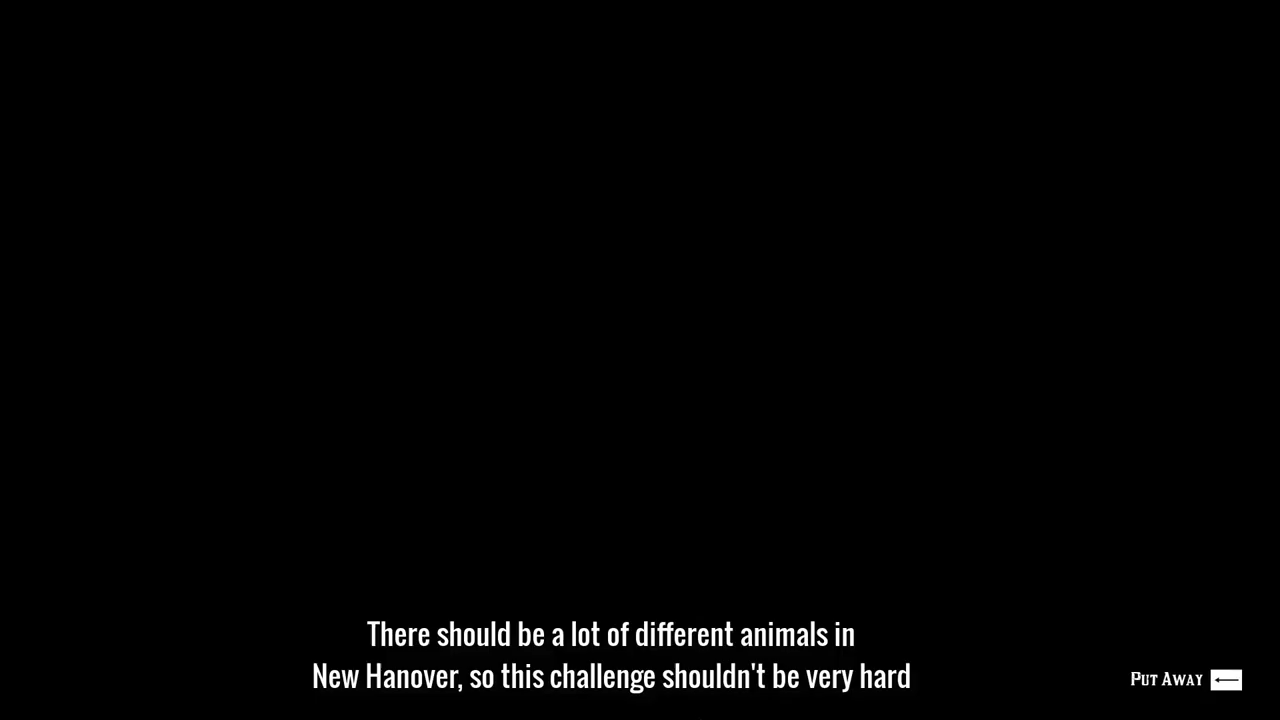 There should be a lot of different animals in
New Hanover, so this challenge shouldn't be very hard
Put Away